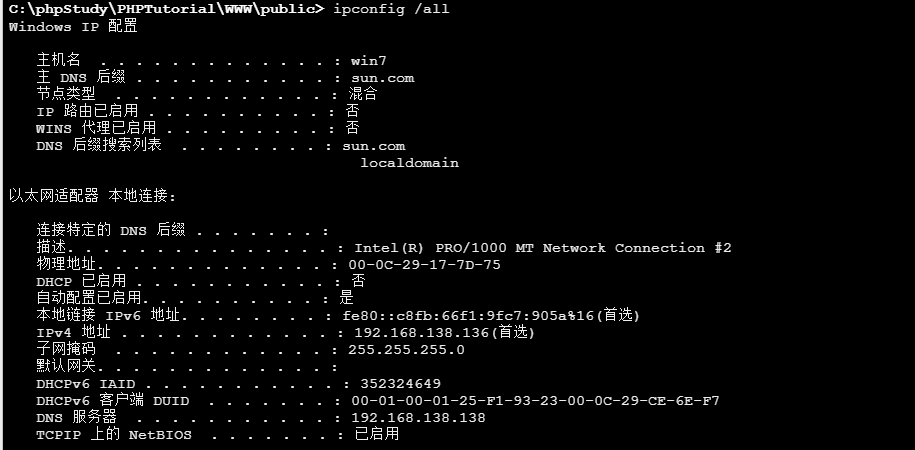 C:\phpStudy\PHPTutorial\WWW\public> ipconfig /all
Windows IP 配置
主机名 . . . . . . . . . . . . . : win7
主 DNS 后缀 . . . . . . . . . . . : sun.com
节点类型 . . . . . . . . . . . . : 混合
IP 路由已启用 . . . . . . . . . . : 否
WINS 代理已启用 . . . . . . . . . : 否
DNS 后缀搜索列表 . . . . . . . . : sun.com
localdomain
以太网适配器 本地连接:
连接特定的 DNS 后缀 . . . . . . . :
描述. . . . . . . . . . . . . . . : Intel(R) PRO/1000 MT Network Connection #2
物理地址. . . . . . . . . . . . . : 00-0C-29-17-7D-75
DHCP 已启用 . . . . . . . . . . . : 否
自动配置已启用. . . . . . . . . . : 是
本地链接 IPv6 地址. . . . . . . . : fe80::c8fb:66f1:9fc7:905a%16(首选)
IPv4 地址 . . . . . . . . . . . . : 192.168.138.136(首选)
子网掩码 . . . . . . . . . . . . : 255.255.255.0
默认网关. . . . . . . . . . . . . :
DHCPv6 IAID . . . . . . . . . . . : 352324649
DHCPv6 客户端 DUID . . . . . . . : 00-01-00-01-25-F1-93-23-00-0C-29-CE-6E-F7
DNS 服务器 . . . . . . . . . . . : 192.168.138.138
TCPIP 上的 NetBIOS . . . . . . . : 已启用